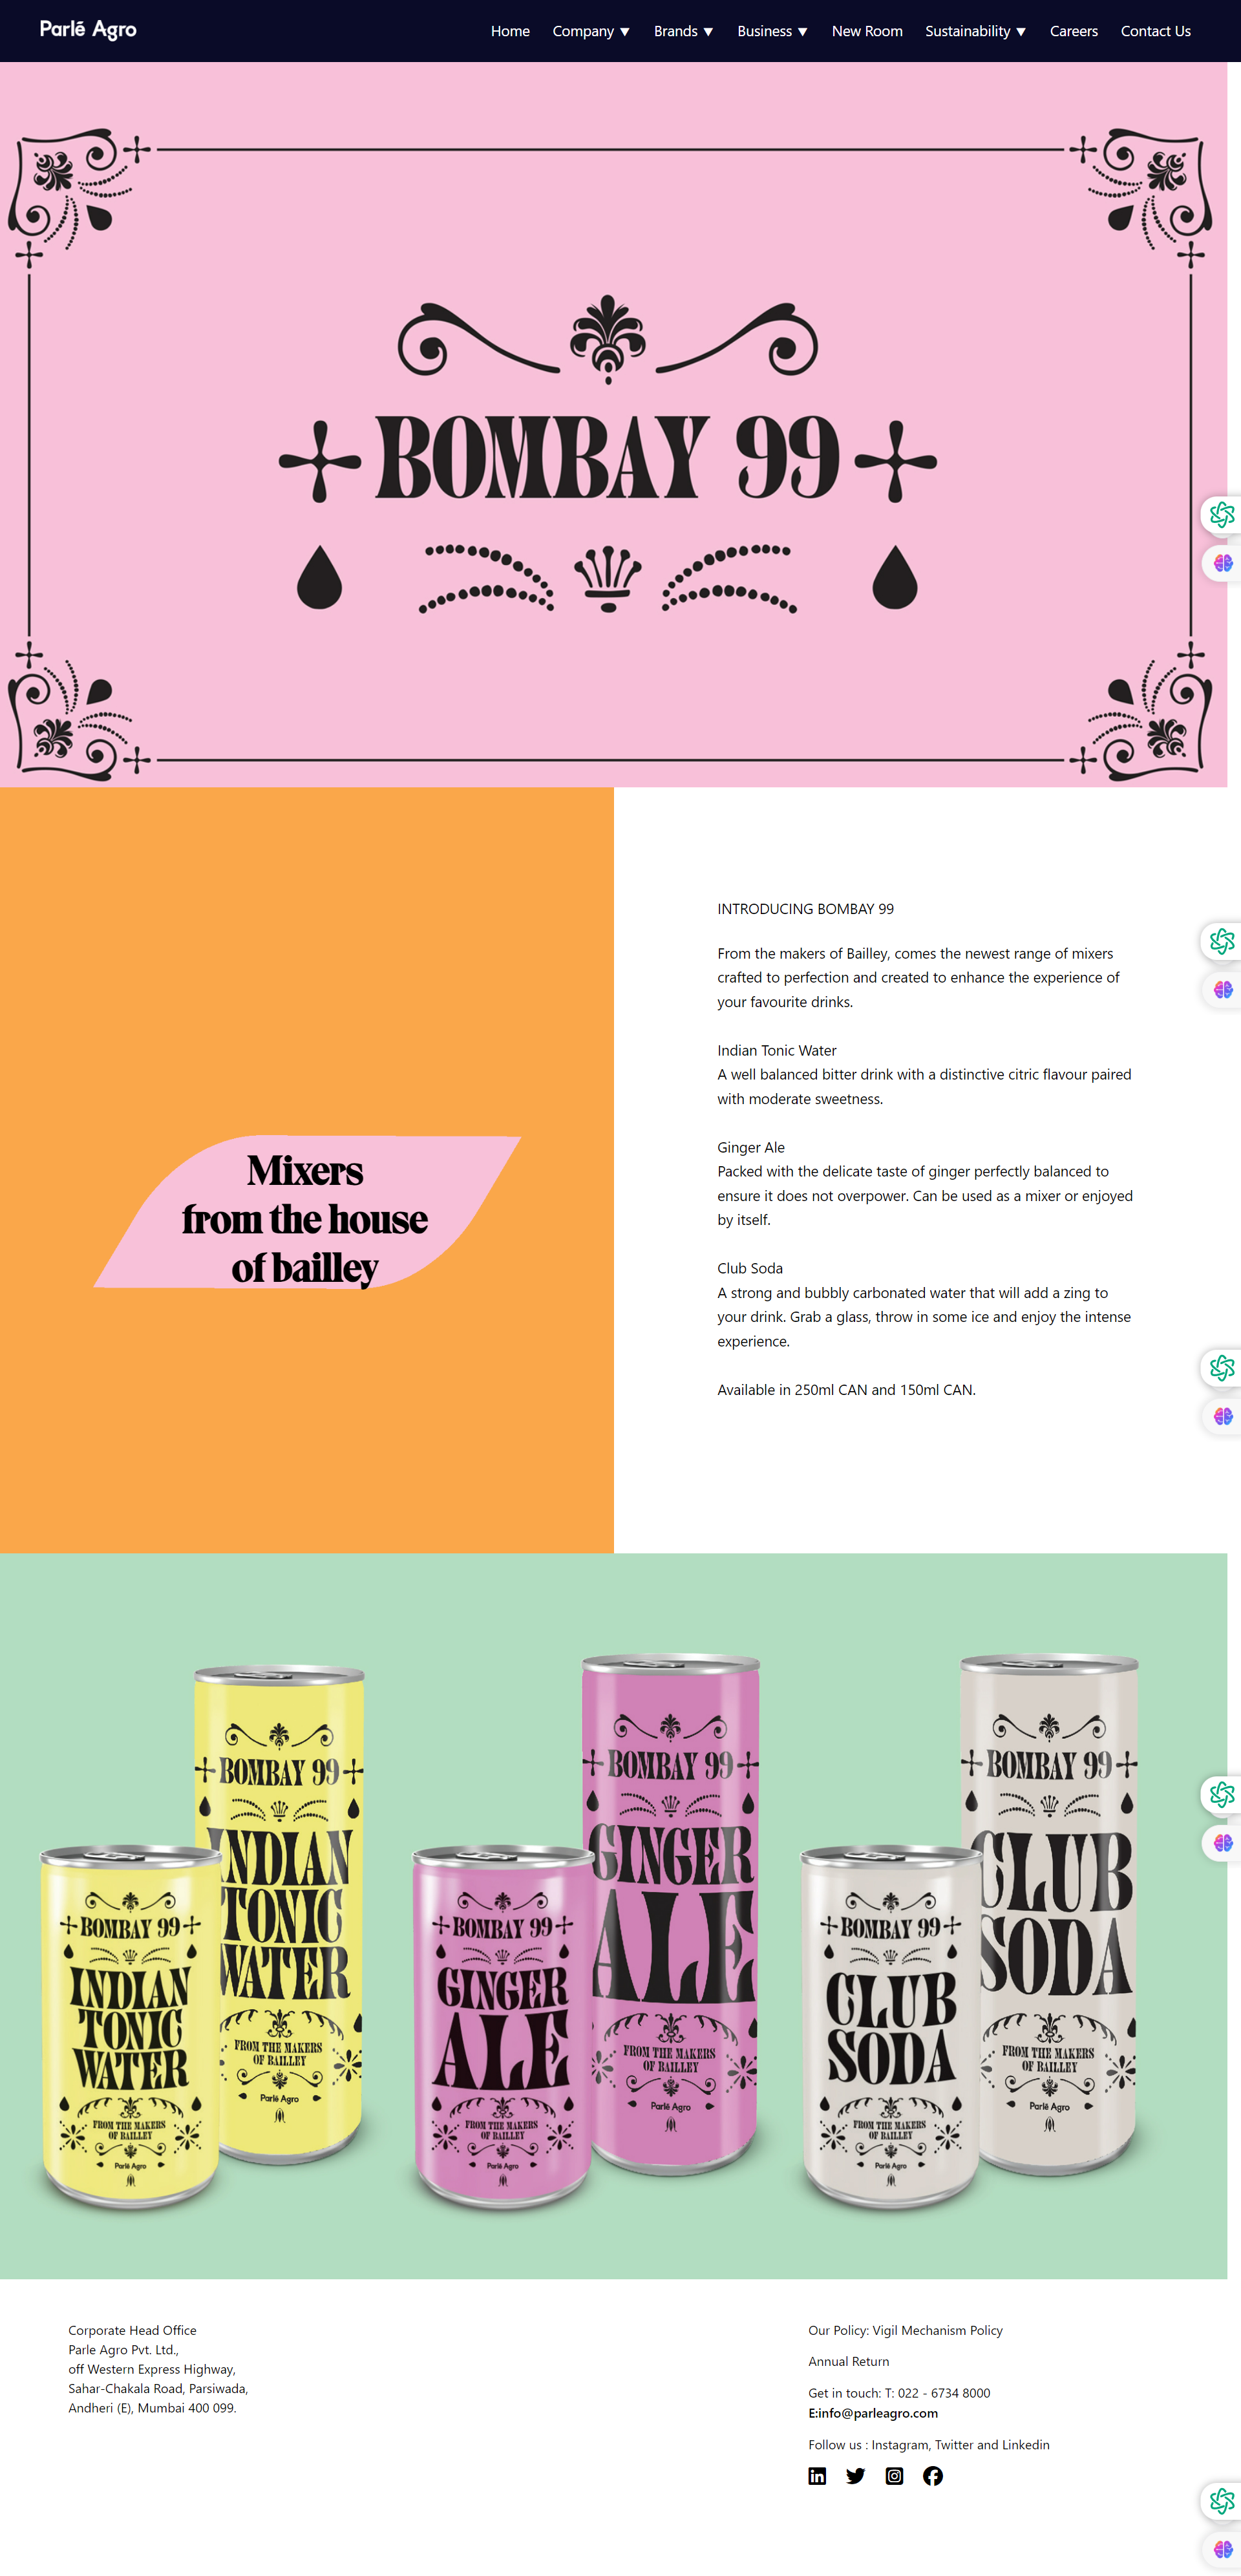 Parlé Agro
Home Company ▼ Brands ▼ Business ▼ New Room Sustainability ▼ Careers Contact Us
BOMBAY 99
Mixers
from the house
of bailley
INTRODUCING BOMBAY 99
From the makers of Bailley, comes the newest range of mixers
crafted to perfection and created to enhance the experience of
your favourite drinks.
Indian Tonic Water
A well balanced bitter drink with a distinctive citric flavour paired
with moderate sweetness.
Ginger Ale
Packed with the delicate taste of ginger perfectly balanced to
ensure it does not overpower. Can be used as a mixer or enjoyed
by itself.
Club Soda
A strong and bubbly carbonated water that will add a zing to
your drink. Grab a glass, throw in some ice and enjoy the intense
experience.
Available in 250ml CAN and 150ml CAN.
BOMBAY 99
INDIAN
TONIC
WATER
FROM THE MAKERS
OF BAILLEY
Parlé Agro
BOMBAY 99
INDIAN
TONIC
WATER
FROM THE MAKERS
OF BAILLEY
Parlé Agro
BOMBAY 99
GINGER
ALE
FROM THE MAKERS
OF BAILLEY
Parlé Agro
BOMBAY 99
GINGER
ALE
FROM THE MAKERS
OF BAILLEY
Parlé Agro
BOMBAY 99
CLUB
SODA
FROM THE MAKERS
OF BAILLEY
Parlé Agro
BOMBAY 99
CLUB
SODA
FROM THE MAKERS
OF BAILLEY
Parlé Agro
Corporate Head Office
Parle Agro Pvt. Ltd.,
off Western Express Highway,
Sahar-Chakala Road, Parsiwada,
Andheri (E), Mumbai 400 099.
Our Policy: Vigil Mechanism Policy
Annual Return
Get in touch: T: 022 - 6734 8000
E:info@parleagro.com
Follow us : Instagram, Twitter and Linkedin